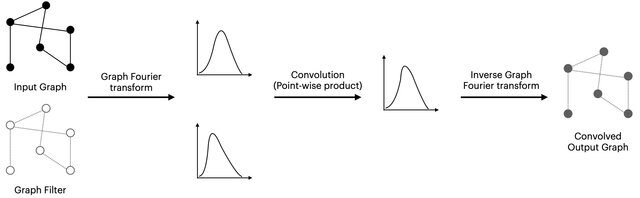 Input Graph
Graph Filter
Graph Fourier
transform
Convolution
(Point-wise product)
Inverse Graph
Fourier transform
Convolved
Output Graph